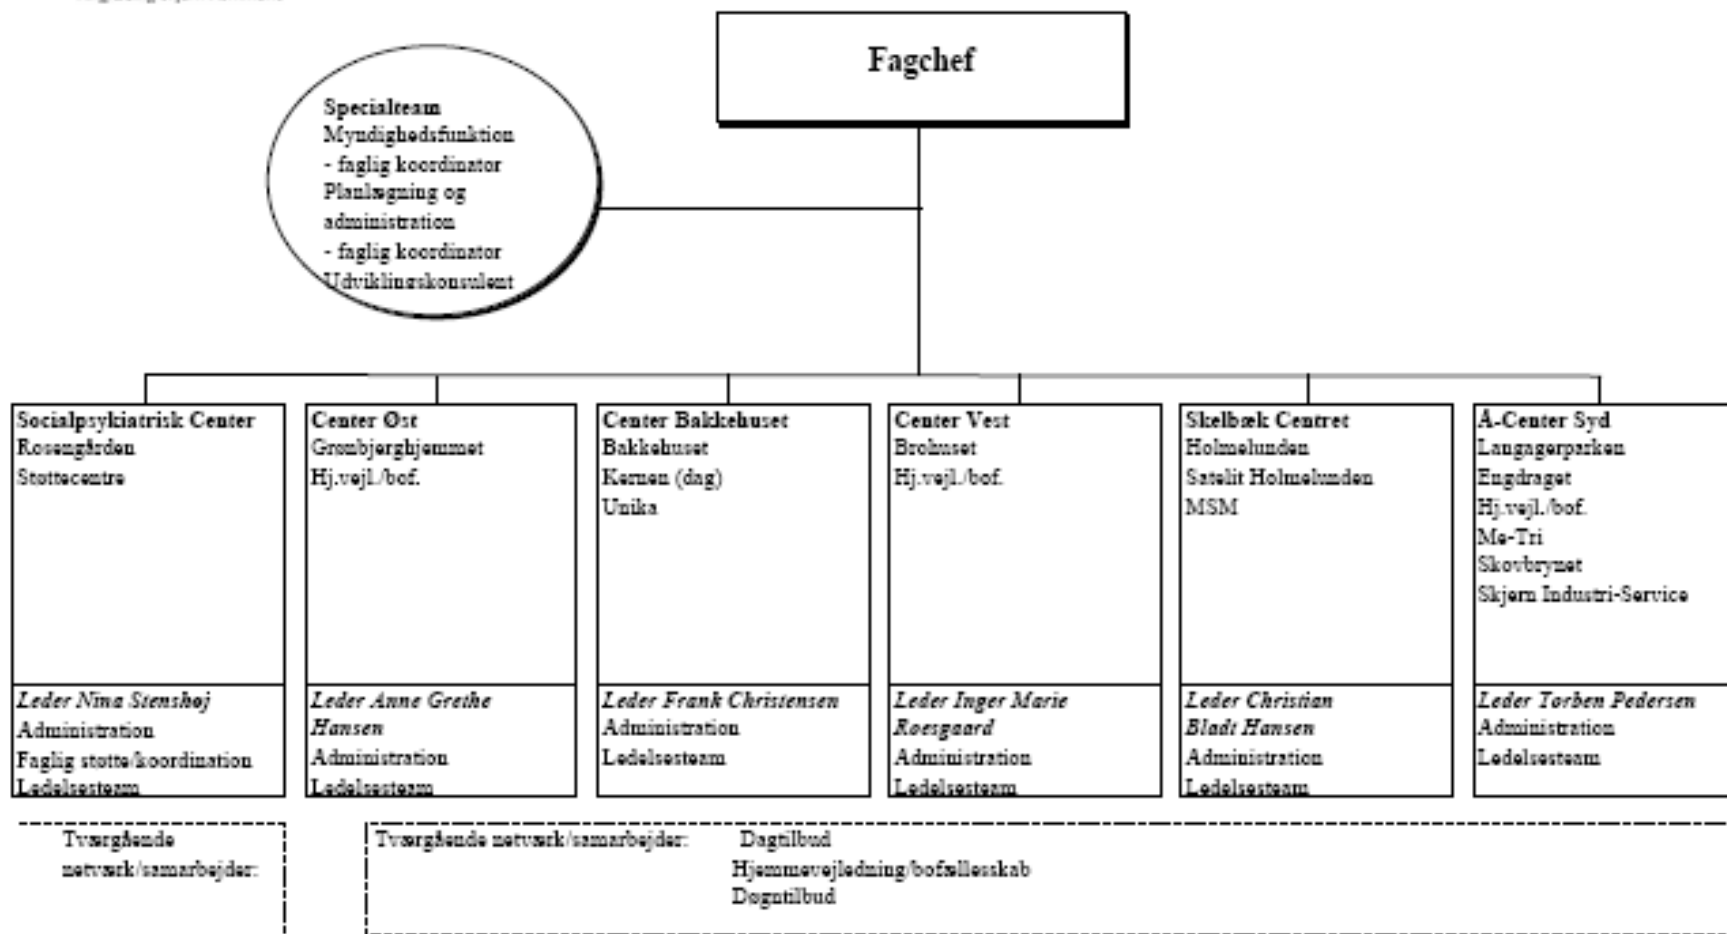 Fagchef
Specialteam
Myndighedsfunktion
- faglig koordinator
Planlægning og
administration
- faglig koordinator
Udviklingskonsulent
Socialpsykiatrisk Center
Rosengården
Støttecentre
Leder Nina Stenshøj
Administration
Faglig støtte/koordination
Ledelsesteam
Center Øst
Grønbjerghjemmet
Hj.vejl./bof.
Leder Anne Grethe
Hansen
Administration
Ledelsesteam
Center Bakkehuset
Bakkehuset
Kernen (dag)
Unika
Leder Frank Christensen
Administration
Ledelsesteam
Center Vest
Brohuset
Hj.vejl./bof.
Leder Inger Marie
Roesgaard
Administration
Ledelsesteam
Skelbæk Centret
Holmelunden
Satelit Holmelunden
MSM
Leder Christian
Bladt Hansen
Administration
Ledelsesteam
Å-Center Syd
Langagerparken
Engdraget
Hj.vejl./bof.
Me-Tri
Skovbrynet
Skjern Industri-Service
Leder Torben Pedersen
Administration
Ledelsesteam
Tværgående
netværk/samarbejder:
Tværgående netværk/samarbejder: Dagtilbud
Hjemmevejledning/bofællesskab
Døgntilbud